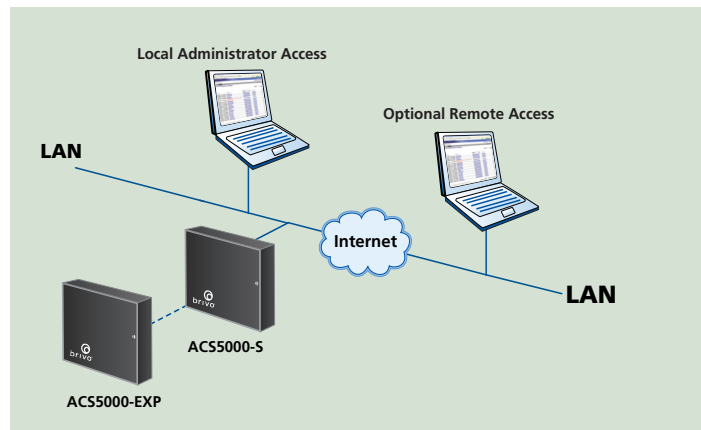 Local Administrator Access
Optional Remote Access
LAN
Internet
LAN
brivo
ACS5000-S
brivo
ACS5000-EXP